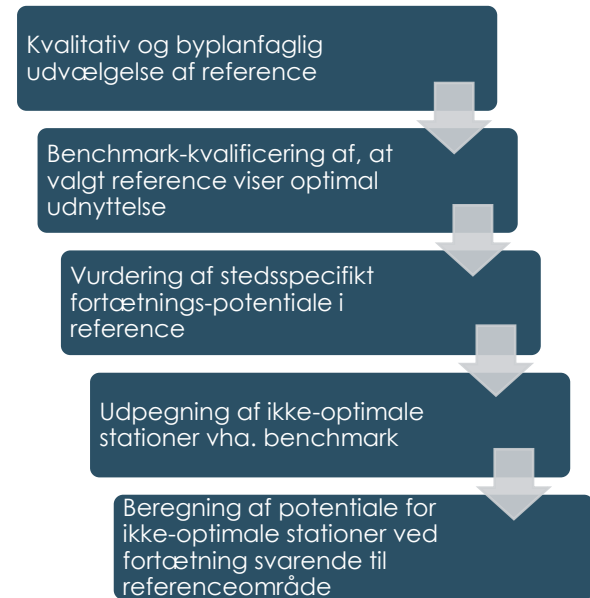 Kvalitativ og byplanfaglig
udvælgelse af reference
Benchmark-kvalificering af, at
valgt reference viser optimal
udnyttelse
Vurdering af stedsspecifikt
fortætnings-potentiale i
reference
Udpegning af ikke-optimale
stationer vha. benchmark
Beregning af potentiale for
ikke-optimale stationer ved
fortætning svarende til
referenceområde